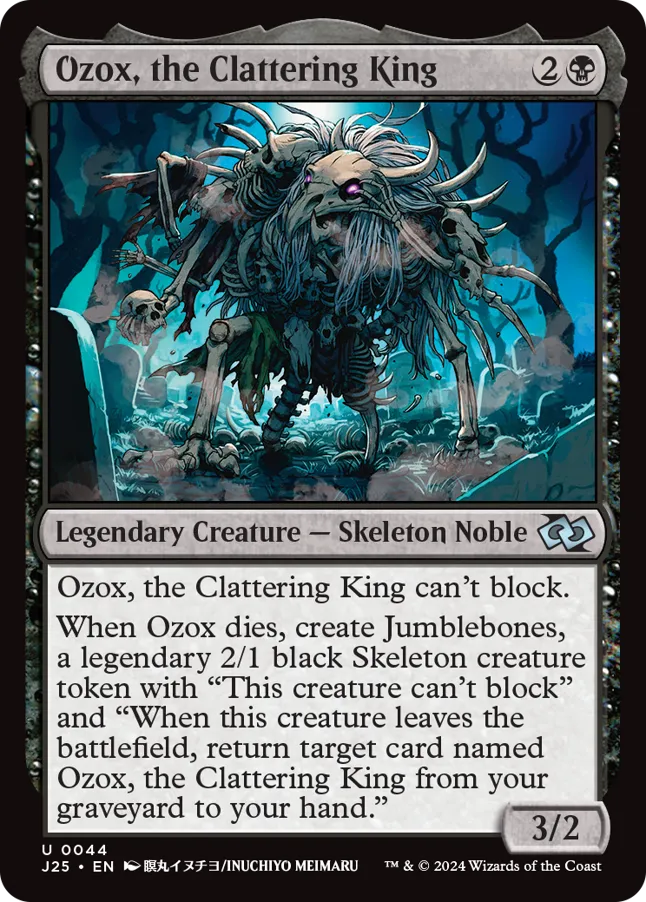 Ozox, the Clattering King 2
Legendary Creature — Skeleton Noble
Ozox, the Clattering King can't block.
When Ozox dies, create Jumblebones,
a legendary 2/1 black Skeleton creature
token with “This creature can't block”
and “When this creature leaves the
battlefield, return target card named
Ozox, the Clattering King from your
graveyard to your hand.”
3/2
U 0044
J25 • EN 瞑丸イヌチヨ/INUCHIYO MEIMARU ™ & © 2024 Wizards of the Coast